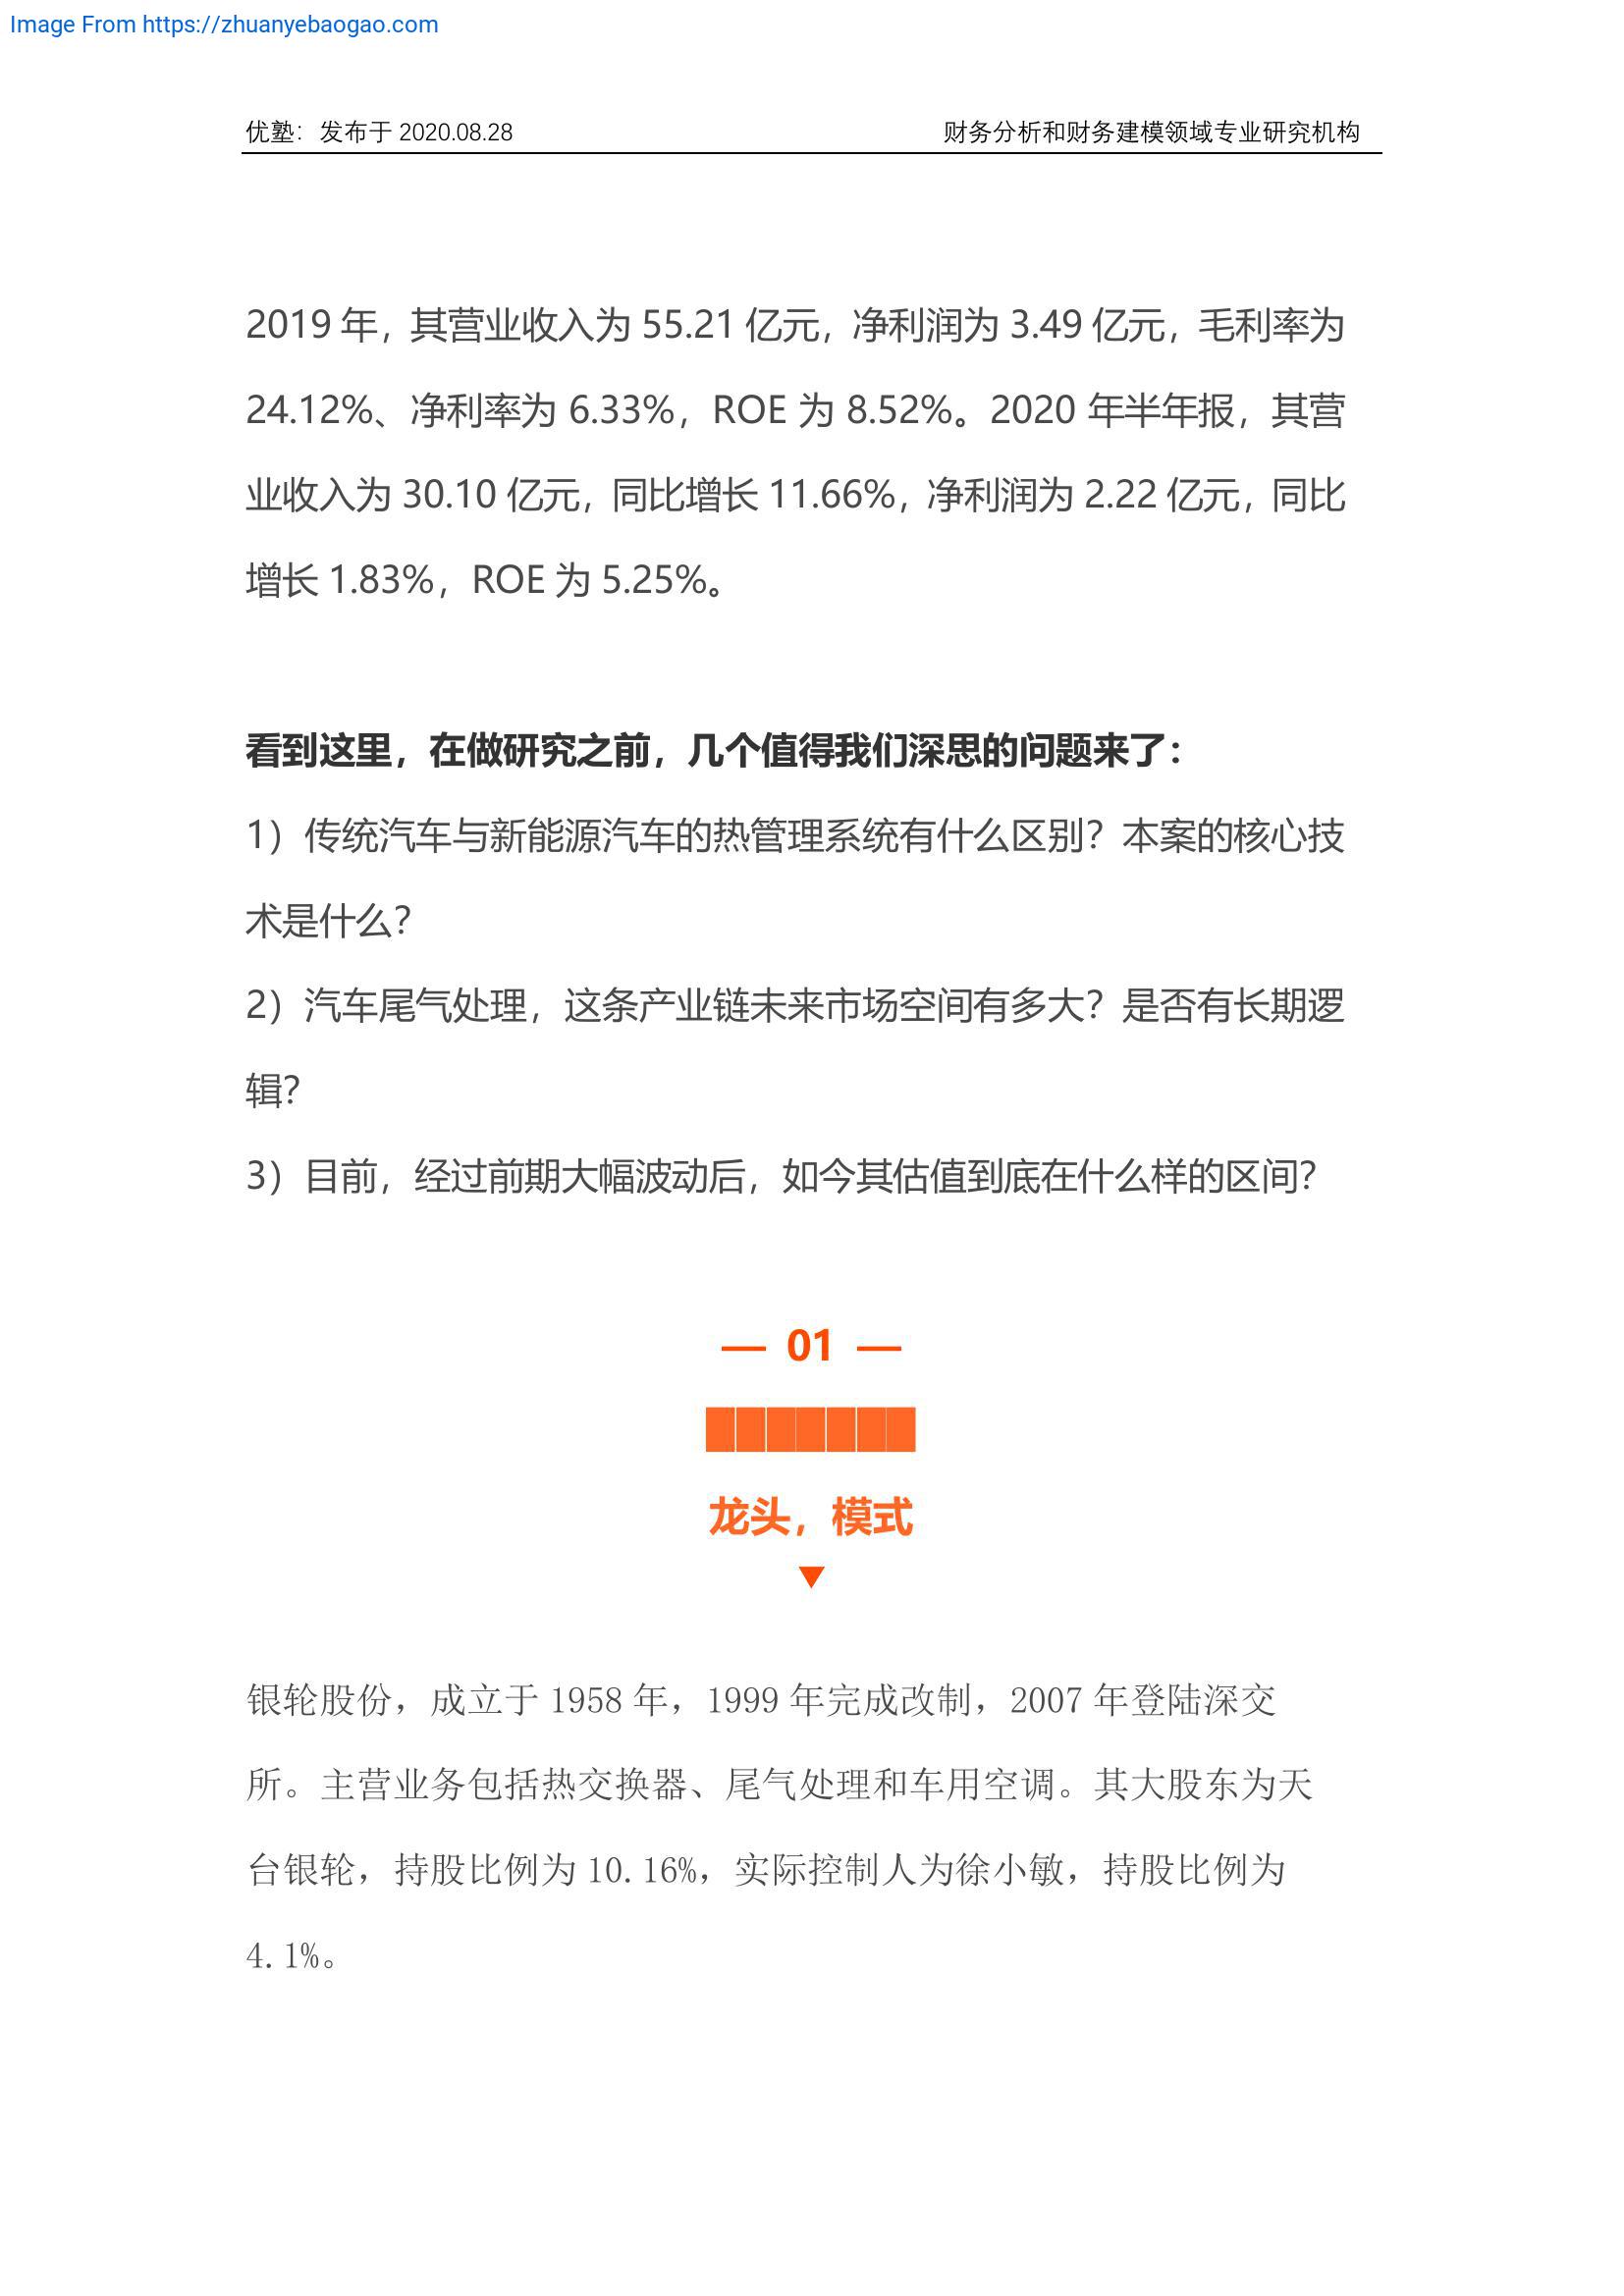 Image From https://zhuanyebaogao.com
优塾：发布于 2020.08.28 财务分析和财务建模领域专业研究机构
2019 年，其营业收入为 55.21 亿元，净利润为 3.49 亿元，毛利率为
24.12%、净利率为 6.33%，ROE 为 8.52%。2020 年半年报，其营
业收入为 30.10 亿元，同比增长 11.66%，净利润为 2.22 亿元，同比
增长 1.83%，ROE 为 5.25%。
看到这里，在做研究之前，几个值得我们深思的问题来了：
1）传统汽车与新能源汽车的热管理系统有什么区别？本案的核心技
术是什么？
2）汽车尾气处理，这条产业链未来市场空间有多大？是否有长期逻
辑？
3）目前，经过前期大幅波动后，如今其估值到底在什么样的区间？
— 01 —
███████
龙头，模式
▼
银轮股份，成立于 1958 年，1999 年完成改制，2007 年登陆深交
所。主营业务包括热交换器、尾气处理和车用空调。其大股东为天
台银轮，持股比例为 10.16%，实际控制人为徐小敏，持股比例为
4.1%。